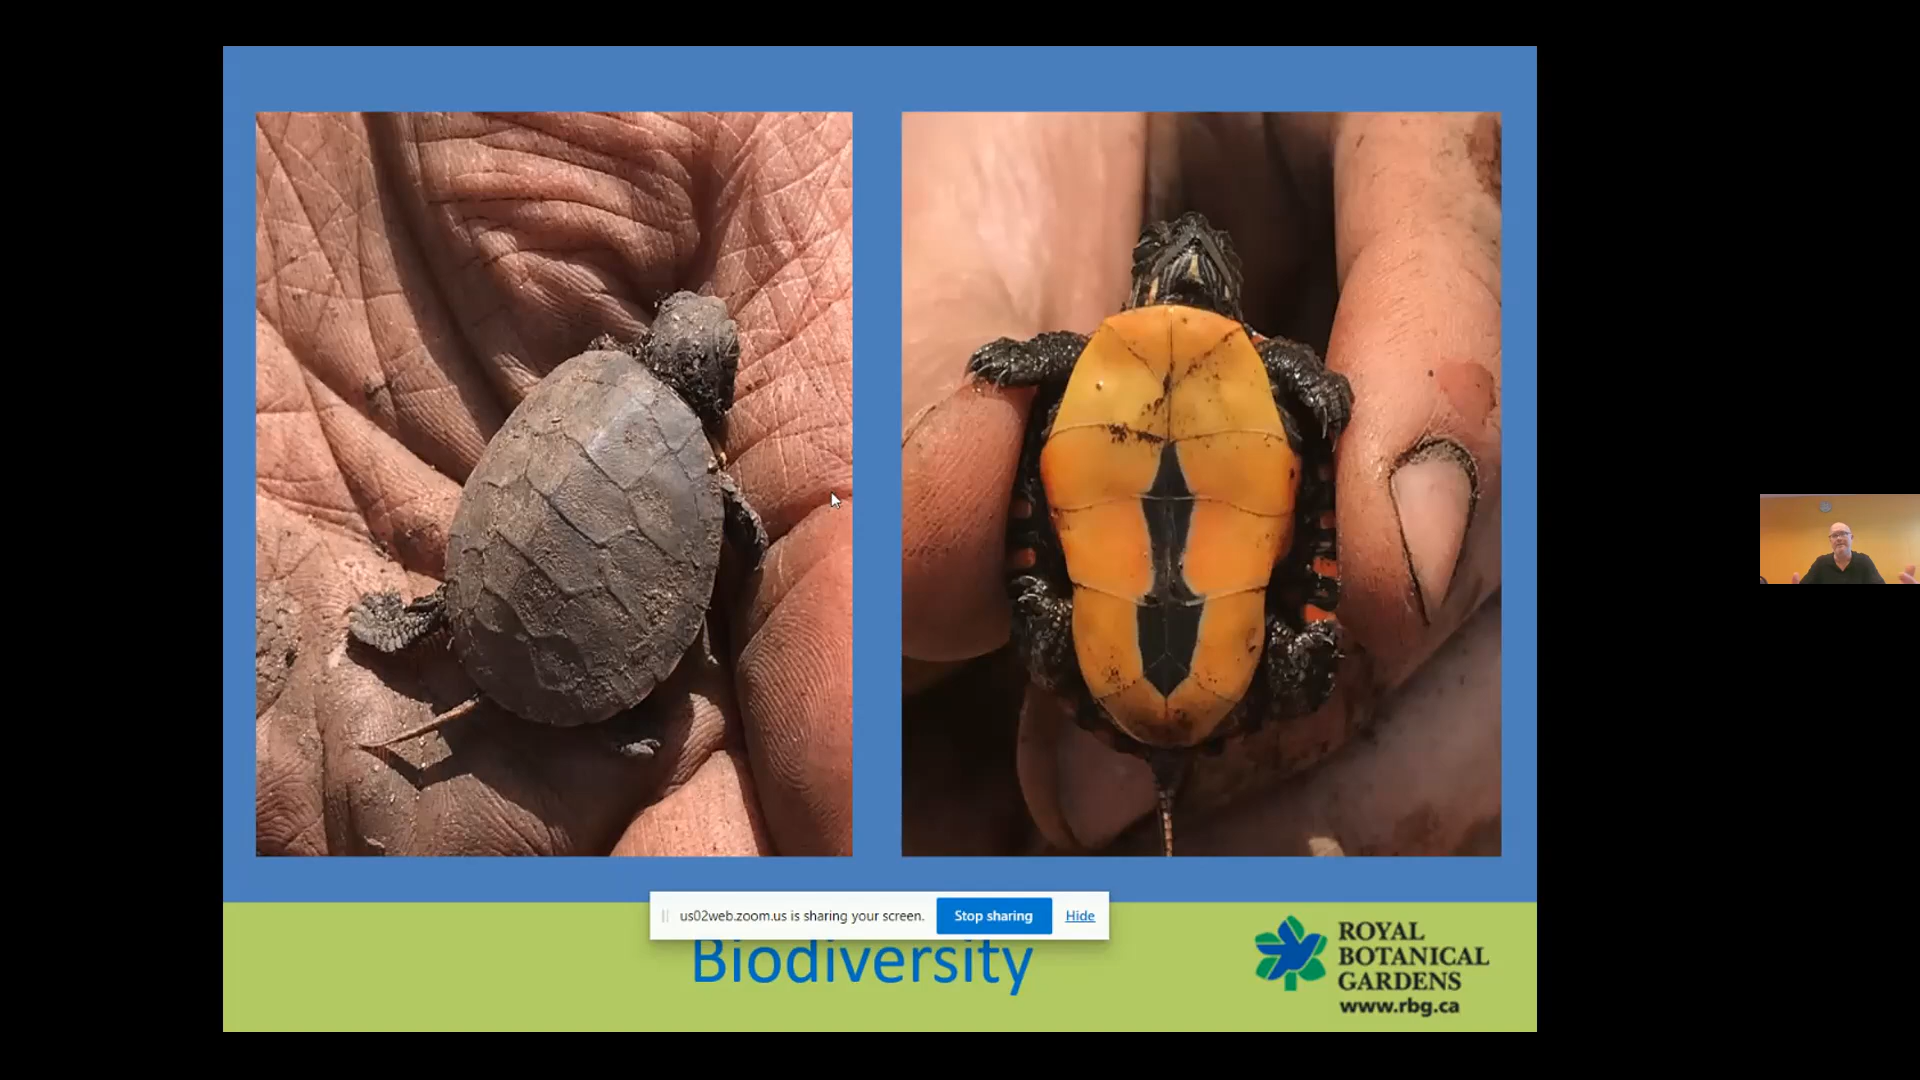 us02web.zoom.us is sharing your screen.
Stop sharing
Hide
Biodiversity
ROYAL
BOTANICAL
GARDENS
www.rbg.ca